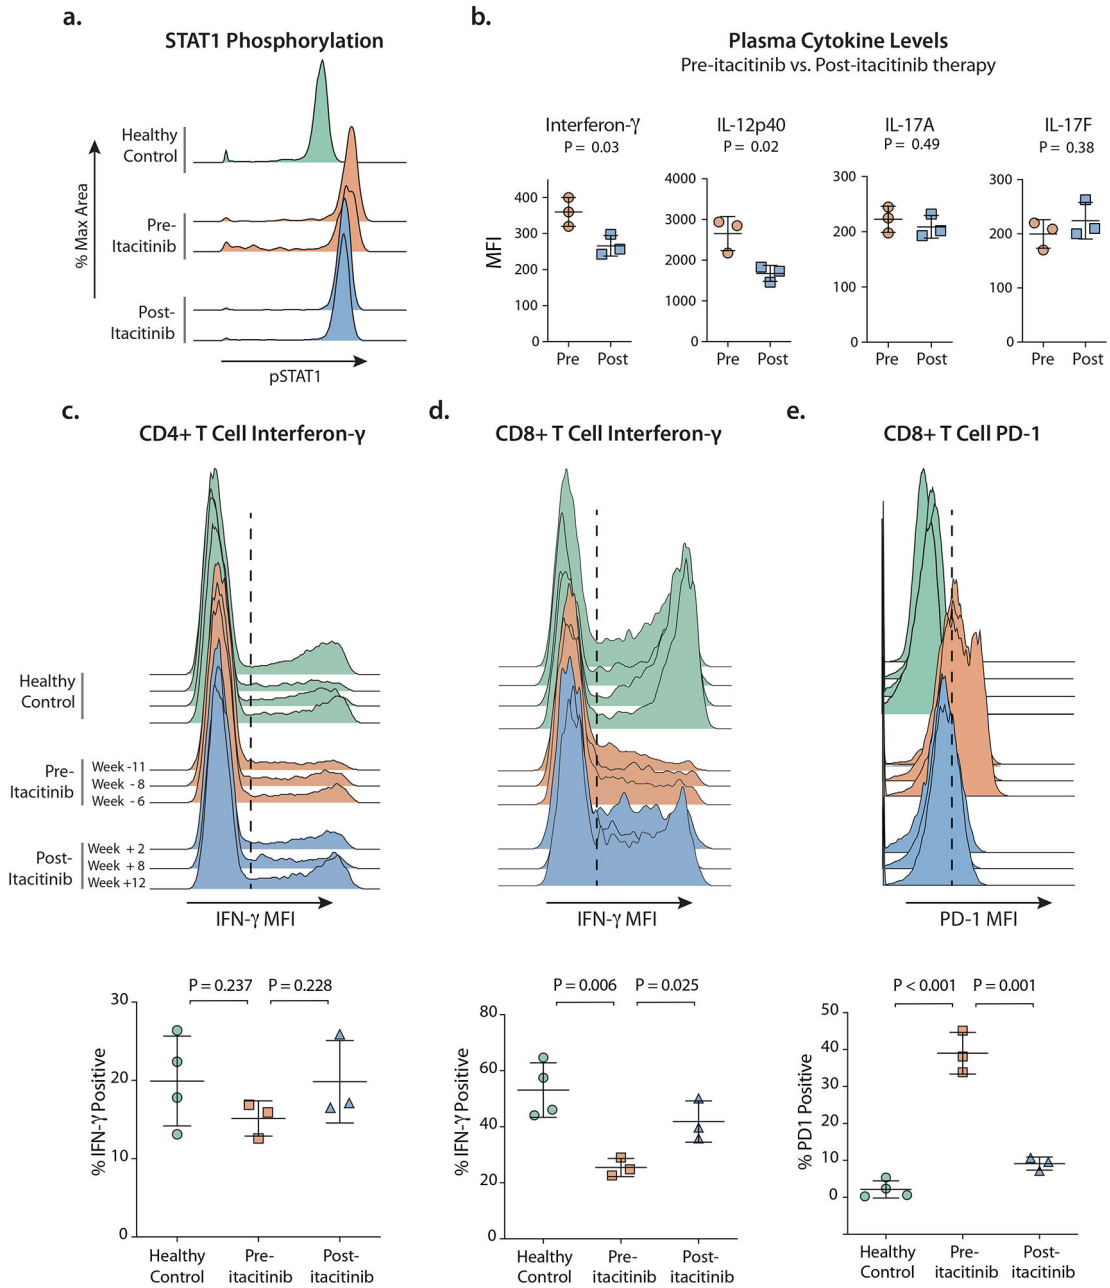 a.
STAT1 Phosphorylation
% Max Area
Healthy
Control
Pre-
Itacitinib
Post-
Itacitinib
pSTAT1
b.
Plasma Cytokine Levels
Pre-itacitinib vs. Post-itacitinib therapy
Interferon-γ
P = 0.03
MFI
400
300
200
100
0
Pre Post
IL-12p40
P = 0.02
4000
3000
2000
1000
0
Pre Post
IL-17A
P = 0.49
300
200
100
0
Pre Post
IL-17F
P = 0.38
300
200
100
0
Pre Post
c.
CD4+ T Cell Interferon-γ
Healthy
Control
Pre-
Itacitinib
Week -11
Week - 8
Week - 6
Post-
Itacitinib
Week + 2
Week + 8
Week +12
IFN-γ MFI
P = 0.237 P = 0.228
% IFN-γ Positive
30
20
10
0
Healthy
Control
Pre-
itacitinib
Post-
itacitinib
d.
CD8+ T Cell Interferon-γ
IFN-γ MFI
P = 0.006 P = 0.025
% IFN-γ Positive
80
60
40
20
0
Healthy
Control
Pre-
itacitinib
Post-
itacitinib
e.
CD8+ T Cell PD-1
PD-1 MFI
P < 0.001 P = 0.001
% PD1 Positive
50
40
30
20
10
0
Healthy
Control
Pre-
itacitinib
Post-
itacitinib